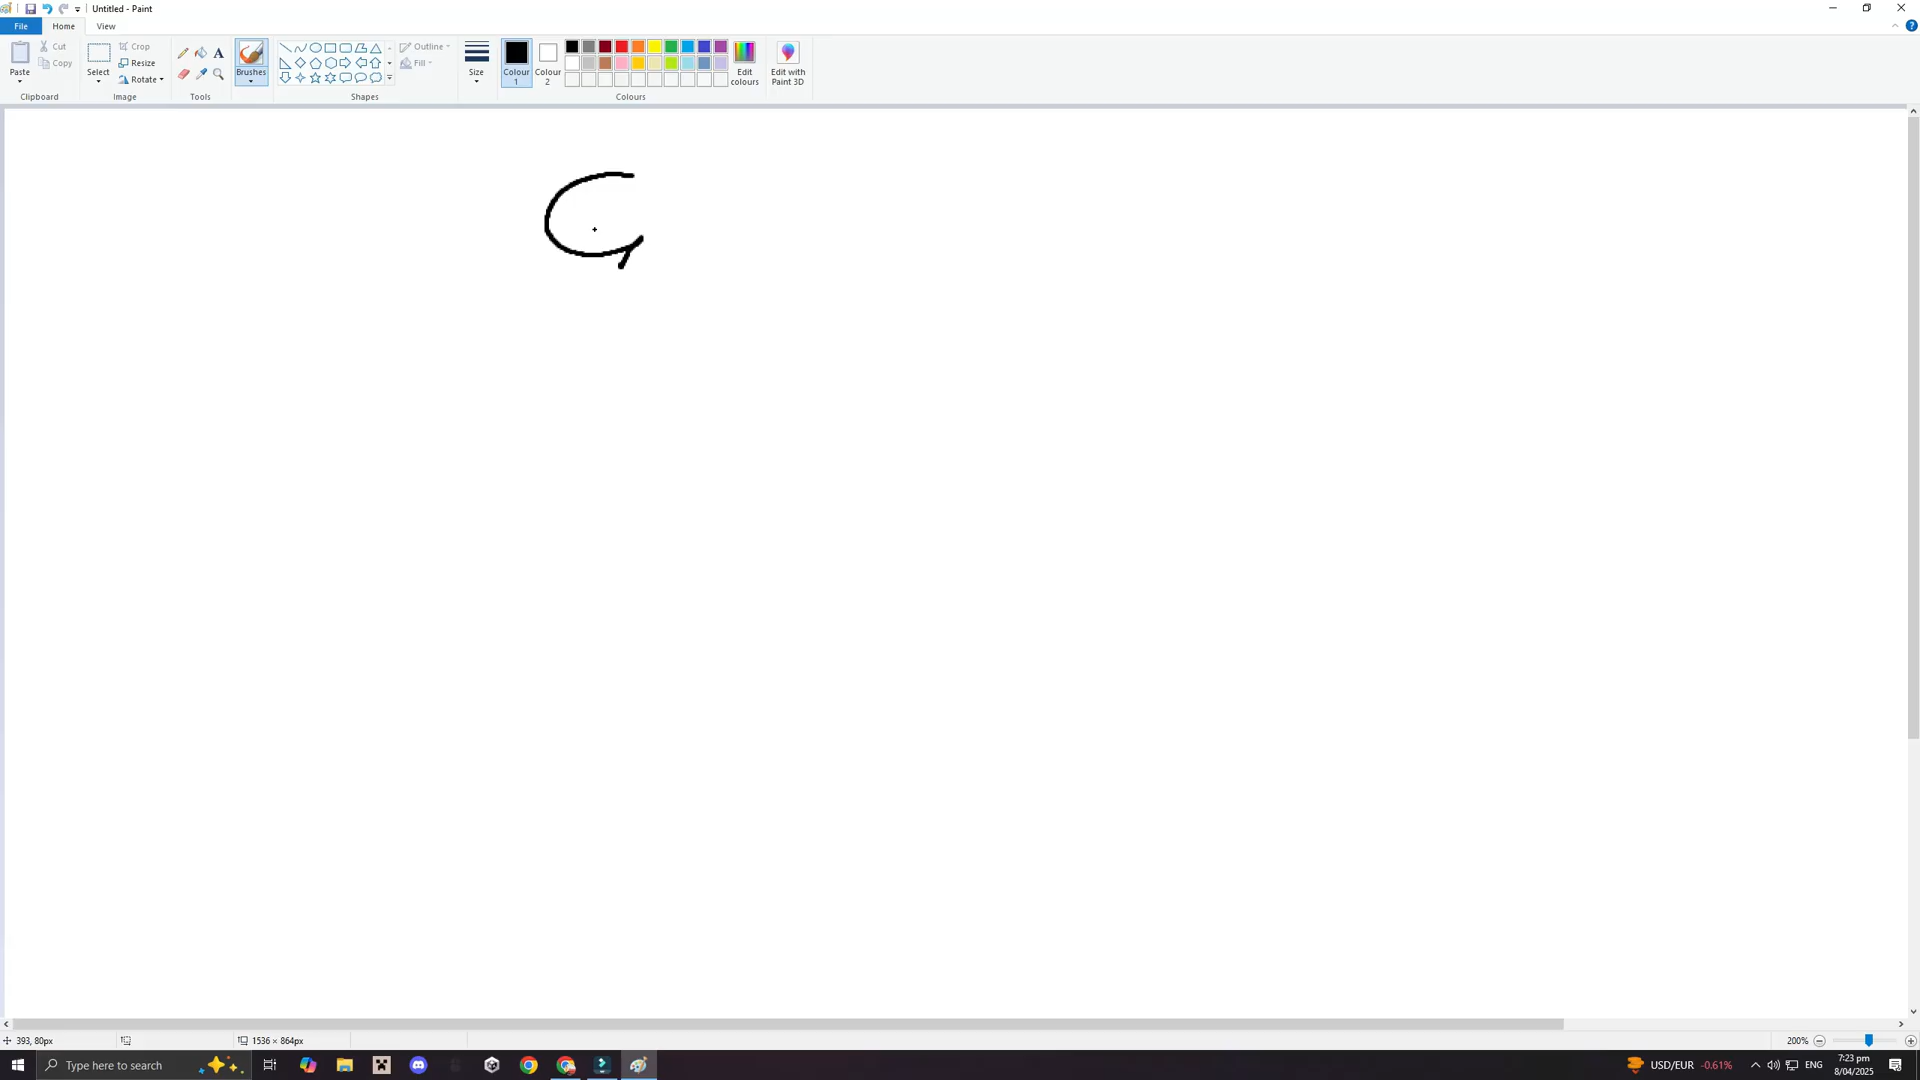 Untitled - Paint
File Home View
Paste
Cut
Copy
Clipboard
Select
Crop
Resize
Rotate
Image
A
Tools
Brushes
Outline
Fill
Shapes
Size
Colour 1
Colour 2
Edit colours
Colours
Edit with Paint 3D
393, 80px
1536 × 864px
200%
Type here to search
USD/EUR -0.61%
ENG
7:23 pm
8/04/2025